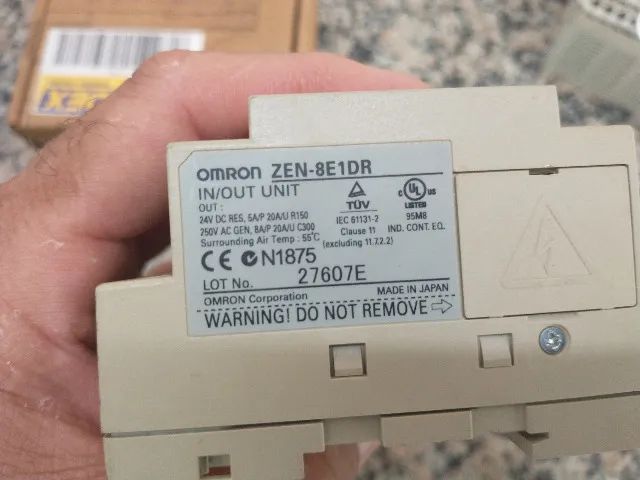 OMRON ZEN-8E1DR
IN/OUT UNIT
OUT :
24V DC RES, 5A/P 20A/U R150
250V AC GEN, 8A/P 20A/U C300
Surrounding Air Temp : 55°C
TÜV
IEC 61131-2
Clause 11
(excluding 11.7.2.2)
c UL US
LISTED
95M8
IND. CONT. EQ.
CE N1875
LOT No. 27607E
MADE IN JAPAN
OMRON Corporation
WARNING! DO NOT REMOVE